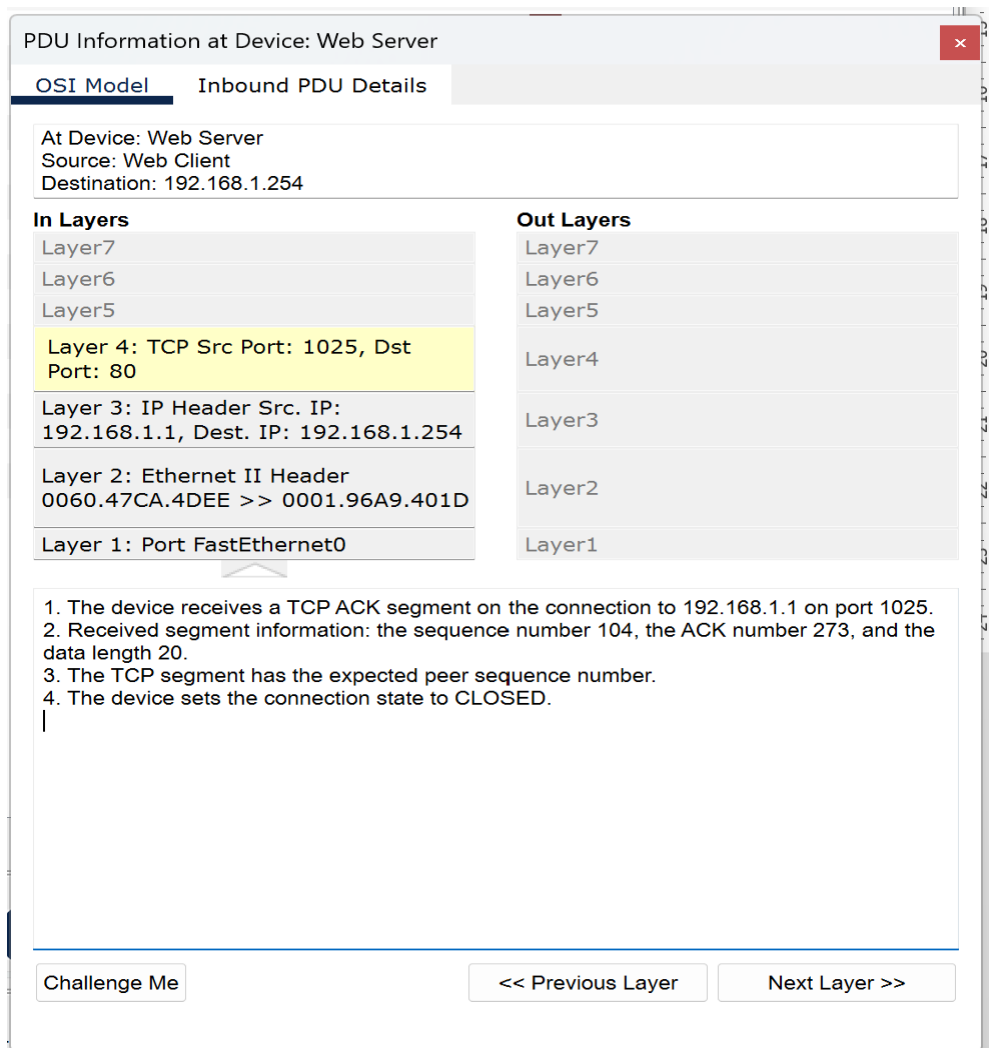 PDU Information at Device: Web Server
OSI Model
Inbound PDU Details
At Device: Web Server
Source: Web Client
Destination: 192.168.1.254
In Layers
Layer7
Layer6
Layer5
Layer 4: TCP Src Port: 1025, Dst
Port: 80
Layer 3: IP Header Src. IP:
192.168.1.1, Dest. IP: 192.168.1.254
Layer 2: Ethernet II Header
0060.47CA.4DEE >> 0001.96A9.401D
Layer 1: Port FastEthernet0
Out Layers
Layer7
Layer6
Layer5
Layer4
Layer3
Layer2
Layer1
1. The device receives a TCP ACK segment on the connection to 192.168.1.1 on port 1025.
2. Received segment information: the sequence number 104, the ACK number 273, and the
data length 20.
3. The TCP segment has the expected peer sequence number.
4. The device sets the connection state to CLOSED.
Challenge Me
<< Previous Layer
Next Layer >>